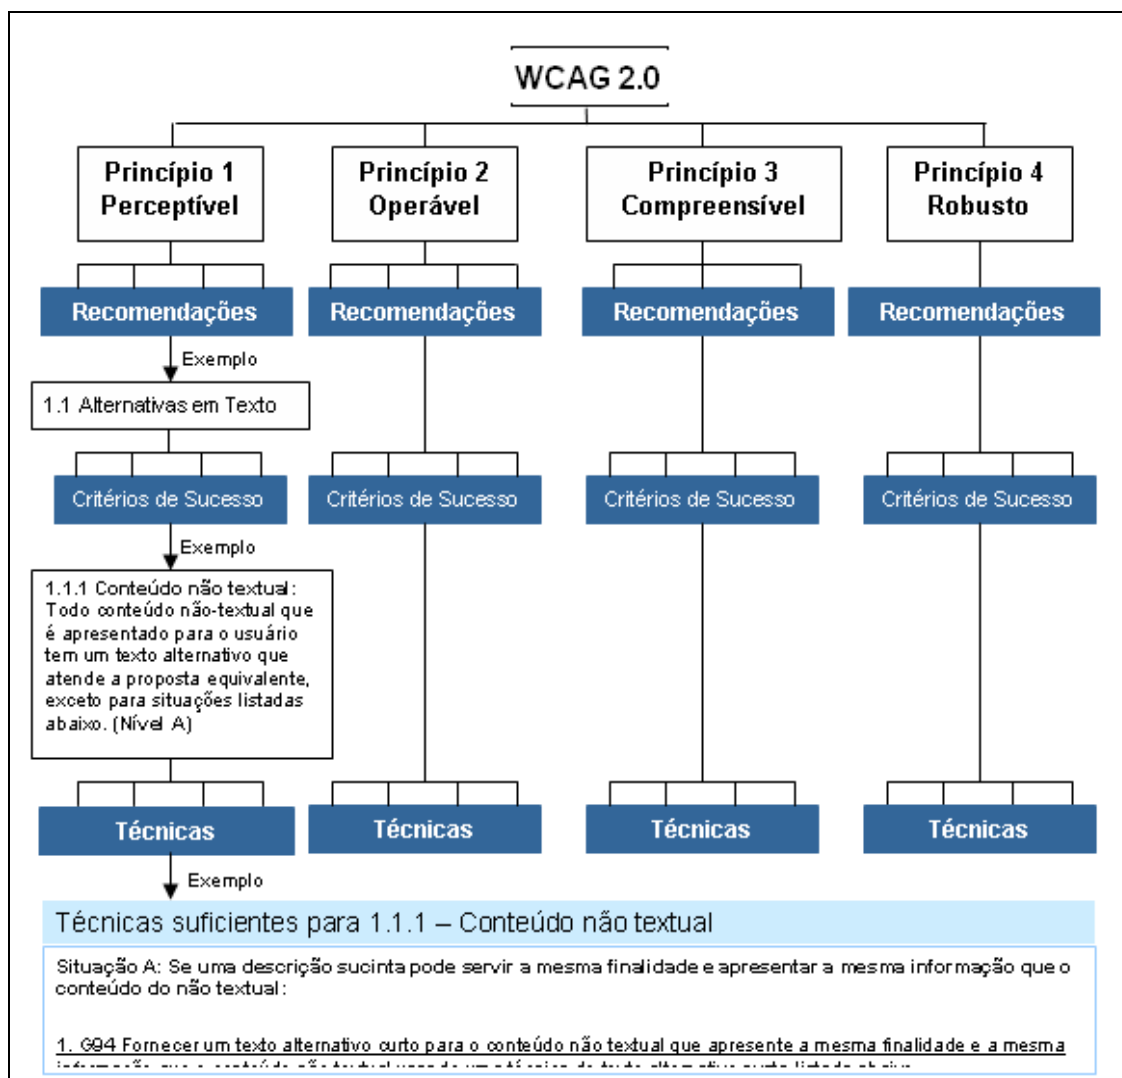 WCAG 2.0
Princípio 1
Perceptível
Princípio 2
Operável
Princípio 3
Compreensível
Princípio 4
Robusto
Recomendações
Recomendações
Recomendações
Recomendações
Exemplo
1.1 Alternativas em Texto
Critérios de Sucesso
Critérios de Sucesso
Critérios de Sucesso
Critérios de Sucesso
Exemplo
1.1.1 Conteúdo não textual:
Todo conteúdo não-textual que
é apresentado para o usuário
tem um texto alternativo que
atende a proposta equivalente,
exceto para situações listadas
abaixo. (Nível A)
Técnicas
Técnicas
Técnicas
Técnicas
Exemplo
Técnicas suficientes para 1.1.1 – Conteúdo não textual
Situação A: Se uma descrição sucinta pode servir a mesma finalidade e apresentar a mesma informação que o
conteúdo do não textual:
1. G94 Fornecer um texto alternativo curto para o conteúdo não textual que apresente a mesma finalidade e a mesma